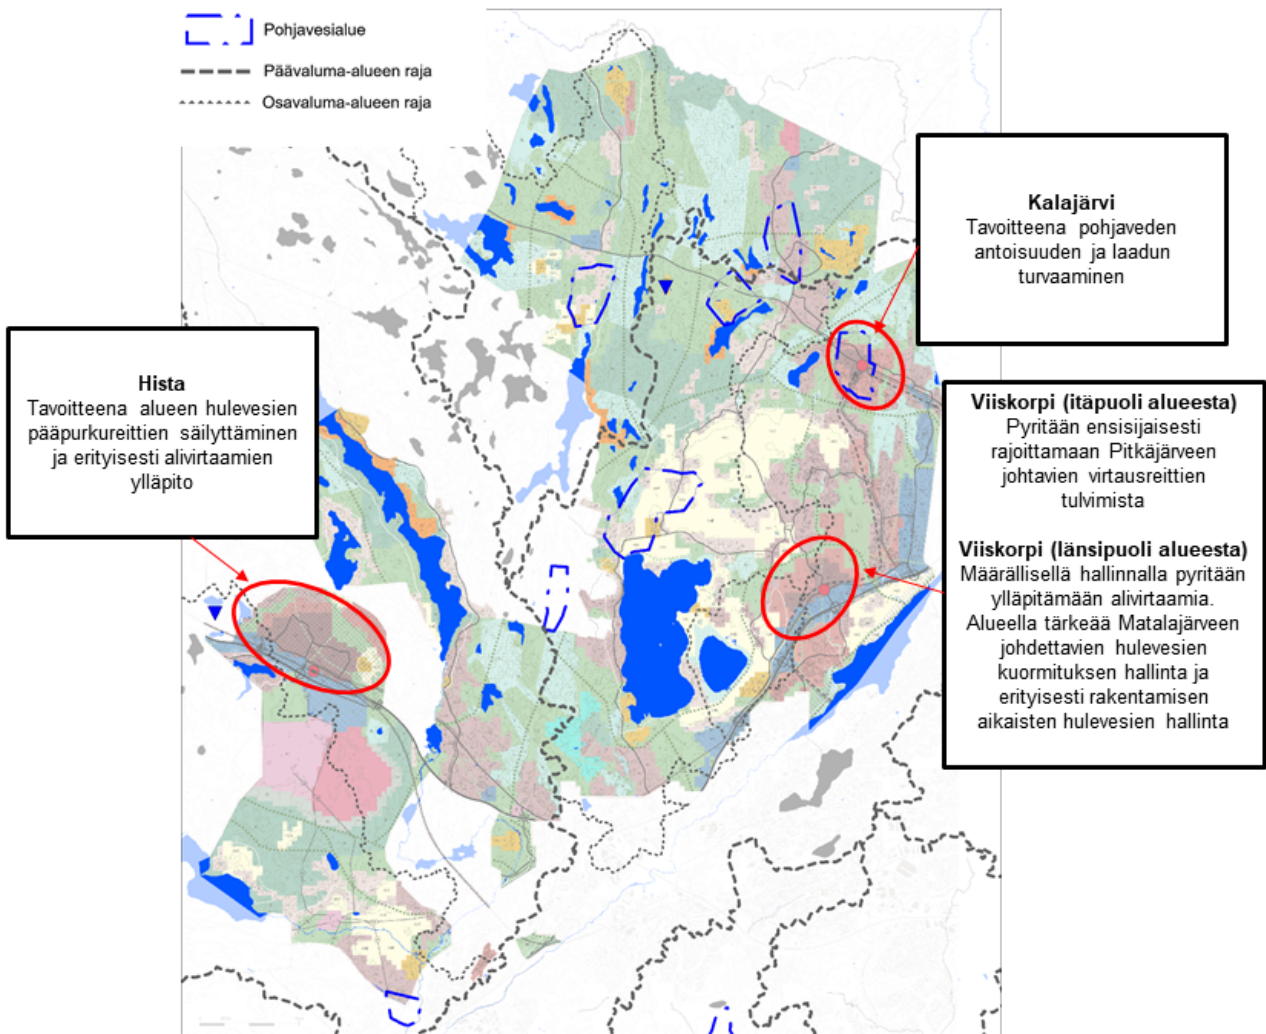 Pohjavesialue
Päävaluma-alueen raja
Osavaluma-alueen raja
Kalajärvi
Tavoitteena pohjaveden
antoisuuden ja laadun
turvaaminen
Hista
Tavoitteena alueen hulevesien
pääpurkureittien säilyttäminen
ja erityisesti alivirtaamien
ylläpito
Viiskorpi (itäpuoli alueesta)
Pyritään ensisijaisesti
rajoittamaan Pitkäjärveen
johtavien virtausreittien
tulvimista
Viiskorpi (länsipuoli alueesta)
Määrällisellä hallinnalla pyritään
ylläpitämään alivirtaamia.
Alueella tärkeää Matalajärveen
johdettavien hulevesien
kuormituksen hallinta ja
erityisesti rakentamisen
aikaisten hulevesien hallinta